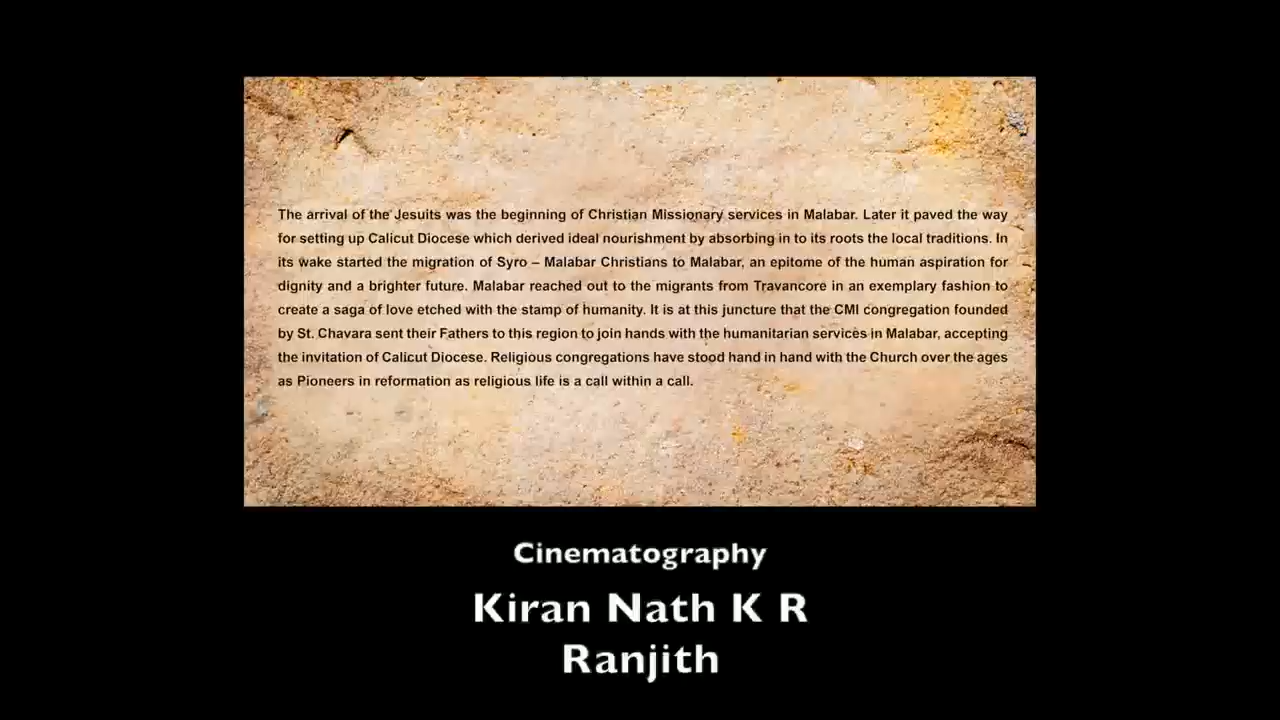 The arrival of the Jesuits was the beginning of Christian Missionary services in Malabar. Later it paved the way
for setting up Calicut Diocese which derived ideal nourishment by absorbing in to its roots the local traditions. In
its wake started the migration of Syro – Malabar Christians to Malabar, an epitome of the human aspiration for
dignity and a brighter future. Malabar reached out to the migrants from Travancore in an exemplary fashion to
create a saga of love etched with the stamp of humanity. It is at this juncture that the CMI congregation founded
by St. Chavara sent their Fathers to this region to join hands with the humanitarian services in Malabar, accepting
the invitation of Calicut Diocese. Religious congregations have stood hand in hand with the Church over the ages
as Pioneers in reformation as religious life is a call within a call.
Cinematography
Kiran Nath K R
Ranjith